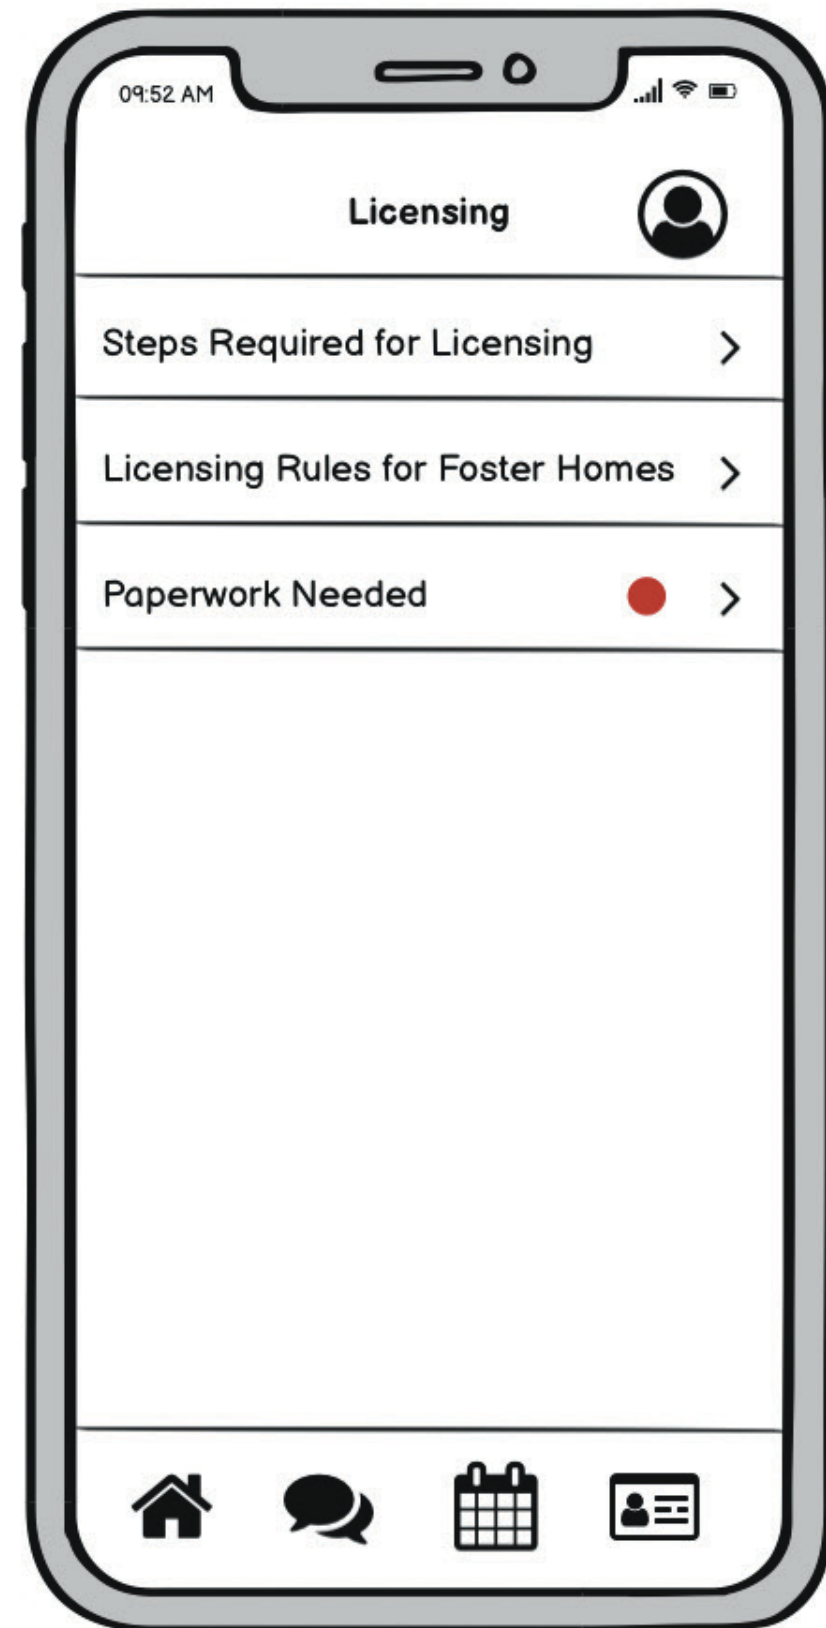 09:52 AM
Licensing
Steps Required for Licensing
Licensing Rules for Foster Homes
Paperwork Needed